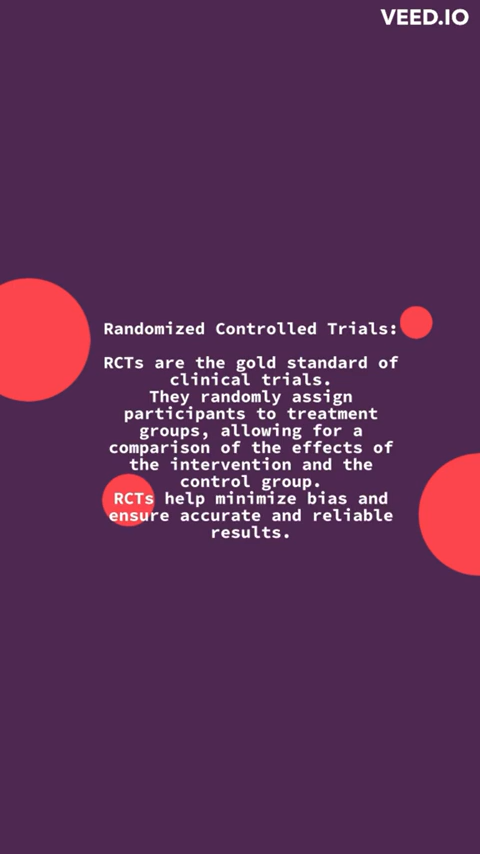 VEED.IO
Randomized Controlled Trials:
RCTs are the gold standard of
clinical trials.
They randomly assign
participants to treatment
groups, allowing for a
comparison of the effects of
the intervention and the
control group.
RCTs help minimize bias and
ensure accurate and reliable
results.